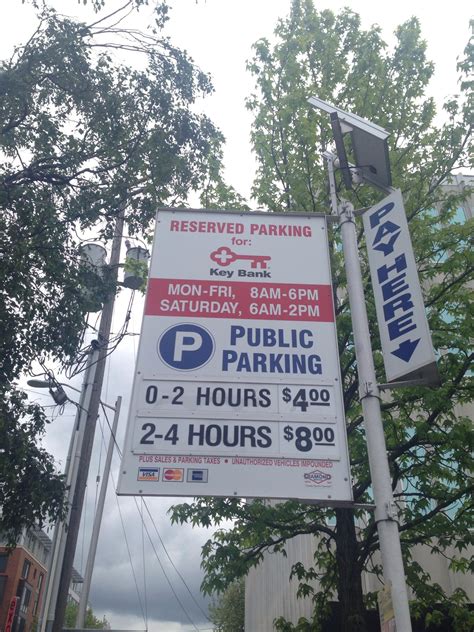 RESERVED PARKING
for:
Key Bank
MON-FRI, 8AM-6PM
SATURDAY, 6AM-2PM
P PUBLIC
PARKING
0-2 HOURS $4.00
2-4 HOURS $8.00
PLUS SALES & PARKING TAXES • UNAUTHORIZED VEHICLES IMPOUNDED
VISA
DIAMOND
PAY HERE